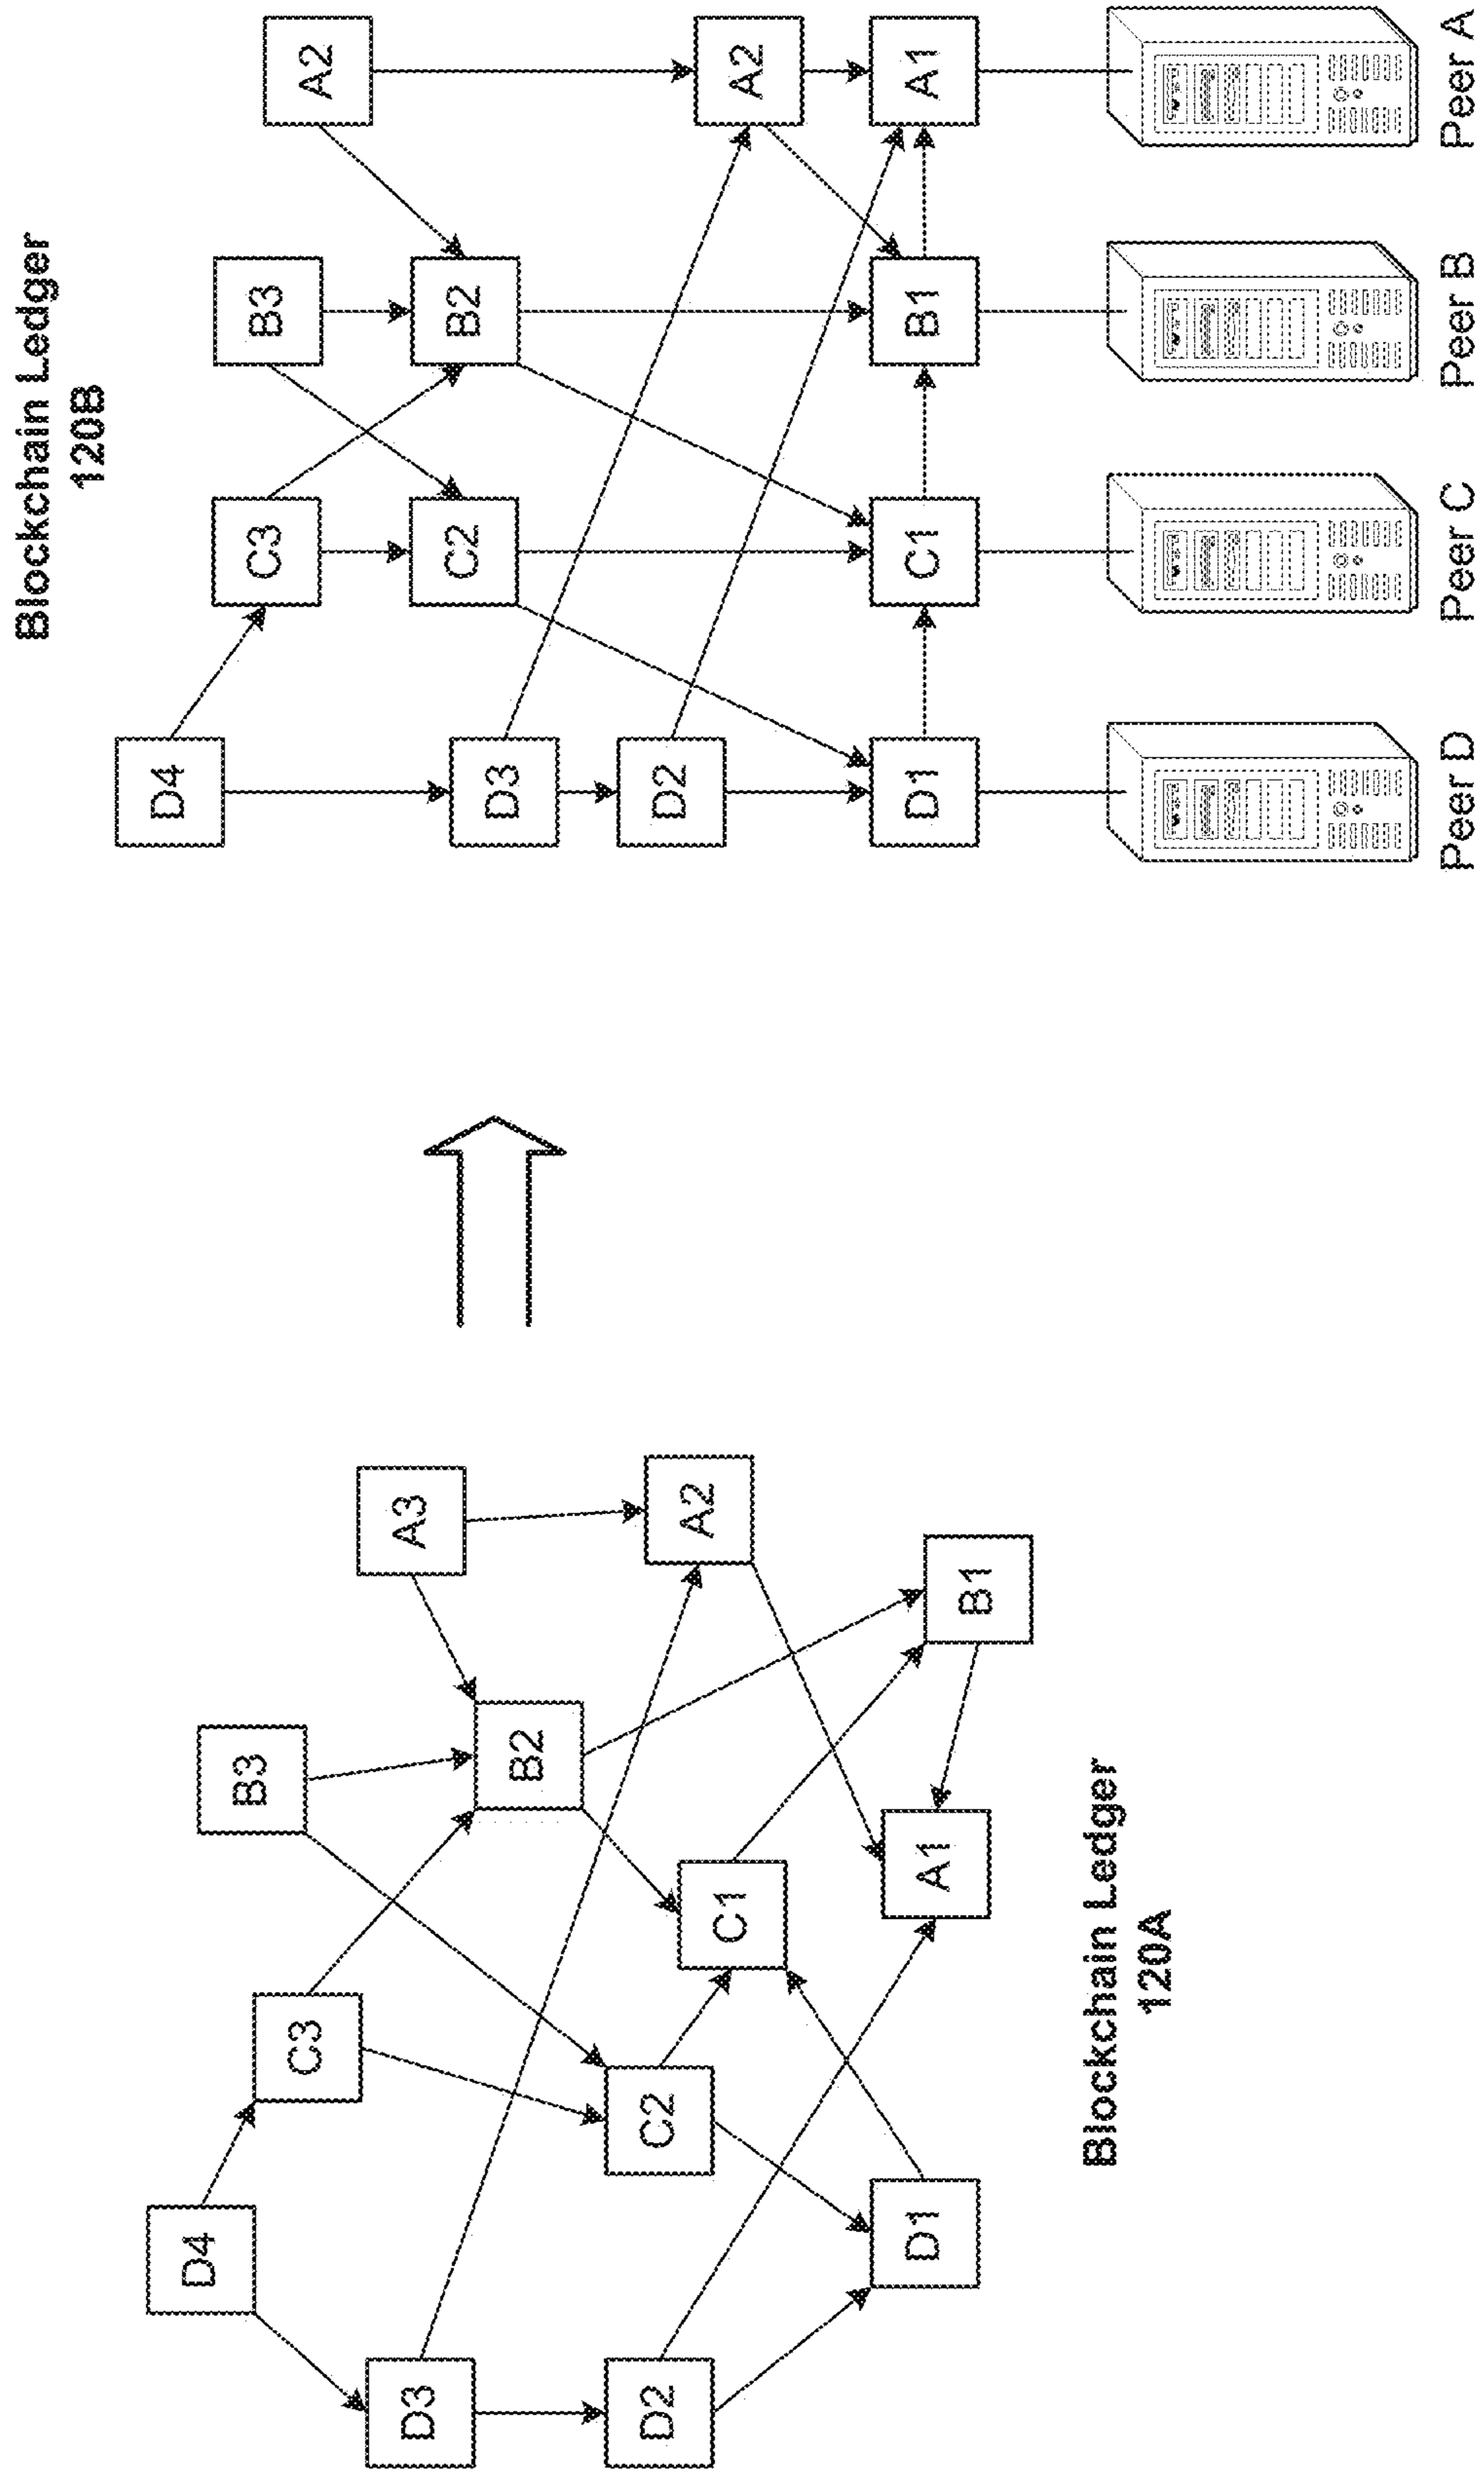 Blockchain Ledger
120A
D4
C3
B3
A3
D3
B2
D2
C2
C1
A2
D1
A1
B1
Blockchain Ledger
120B
D4
C3
B3
A2
C2
B2
D3
D2
A2
D1
C1
B1
A1
Peer D
Peer C
Peer B
Peer A